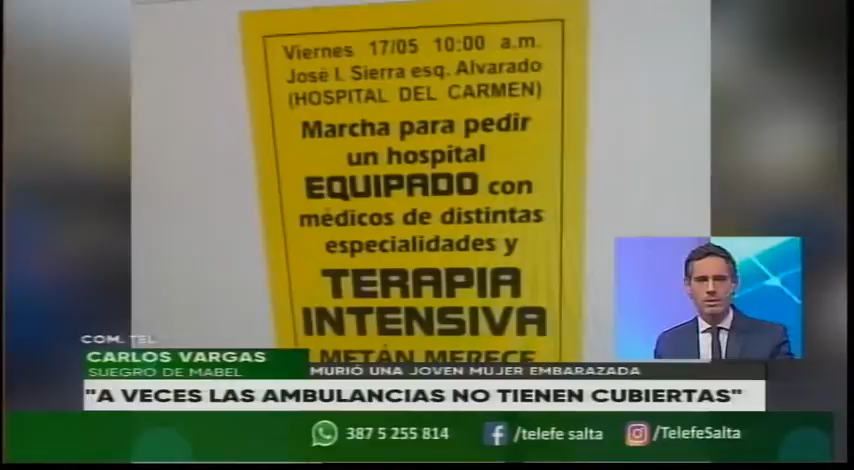 Viernes 17/05 10:00 a.m.
José I. Sierra esq. Alvarado
(HOSPITAL DEL CARMEN)
Marcha para pedir
un hospital
EQUIPADO con
médicos de distintas
especialidades y
TERAPIA
INTENSIVA
METÁN MERECE
COM. TEL
CARLOS VARGAS
SUEGRO DE MABEL
MURIÓ UNA JOVEN MUJER EMBARAZADA
"A VECES LAS AMBULANCIAS NO TIENEN CUBIERTAS"
387 5 255 814
/telefe salta
/TelefeSalta